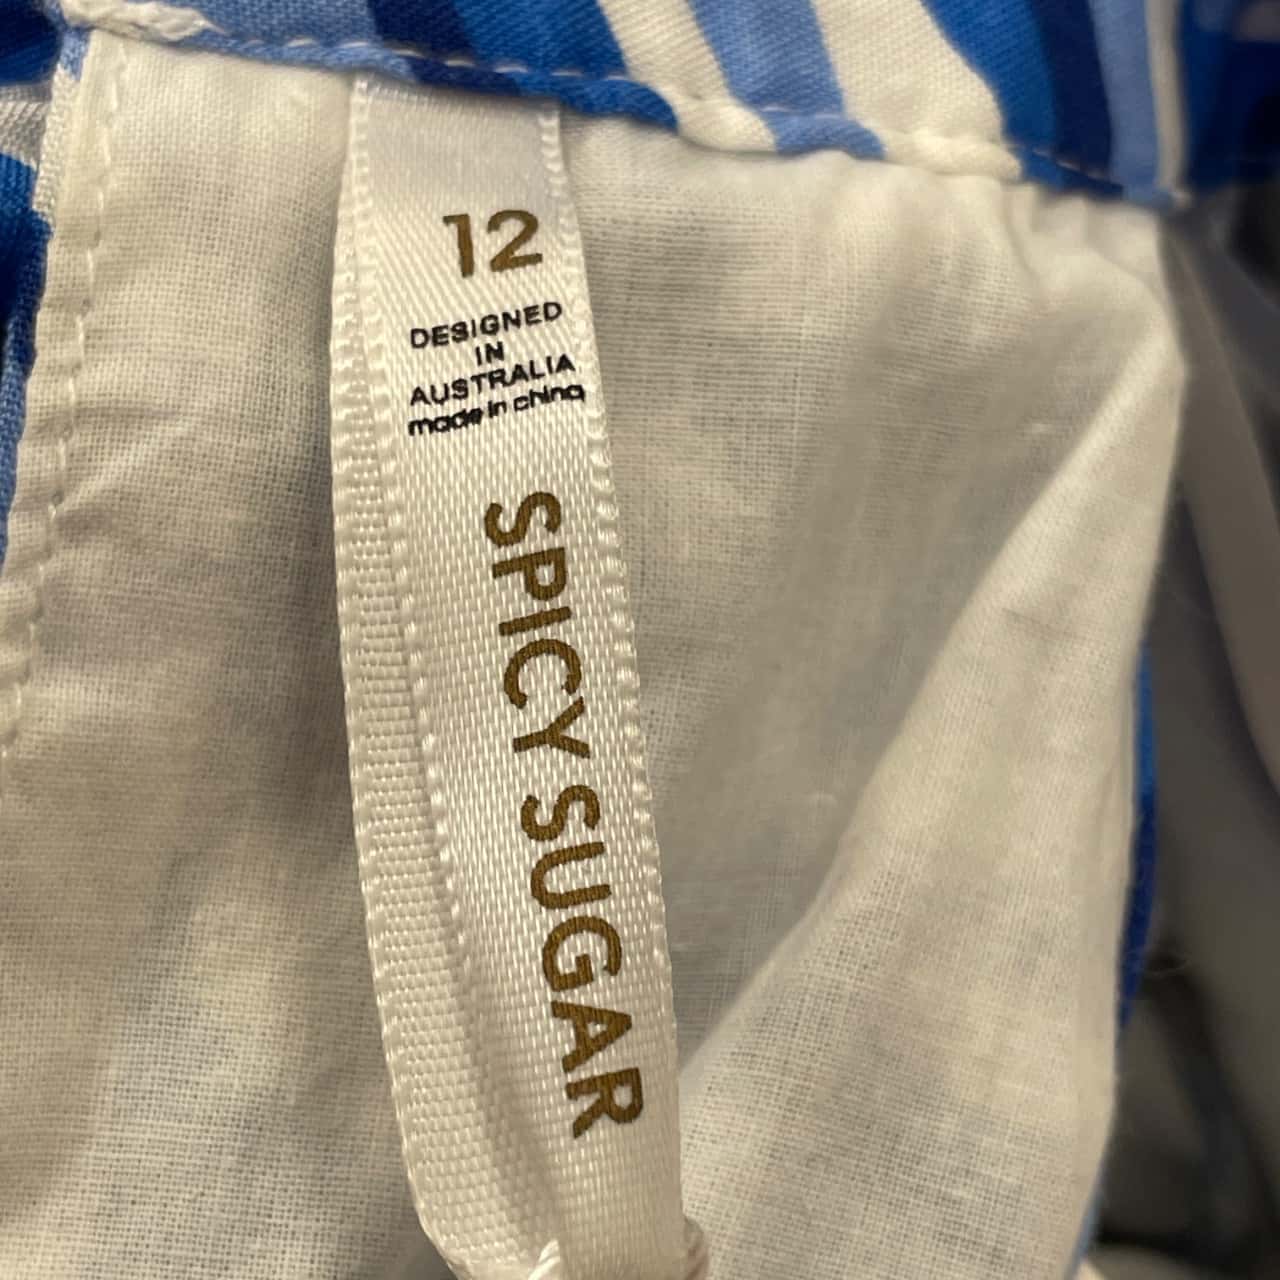 12
DESIGNED
IN
AUSTRALIA
made in china
SPICY SUGAR